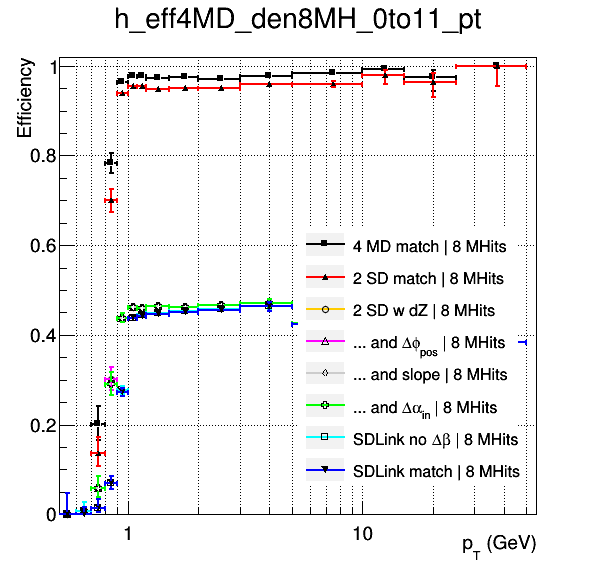 h_eff4MD_den8MH_0to11_pt
Efficiency
1
0.8
0.6
0.4
0.2
0
4 MD match | 8 MHits
2 SD match | 8 MHits
2 SD w dZ | 8 MHits
... and Δϕ_pos | 8 MHits
... and slope | 8 MHits
... and Δα_in | 8 MHits
SDLink no Δβ | 8 MHits
SDLink match | 8 MHits
1 10
p_T (GeV)